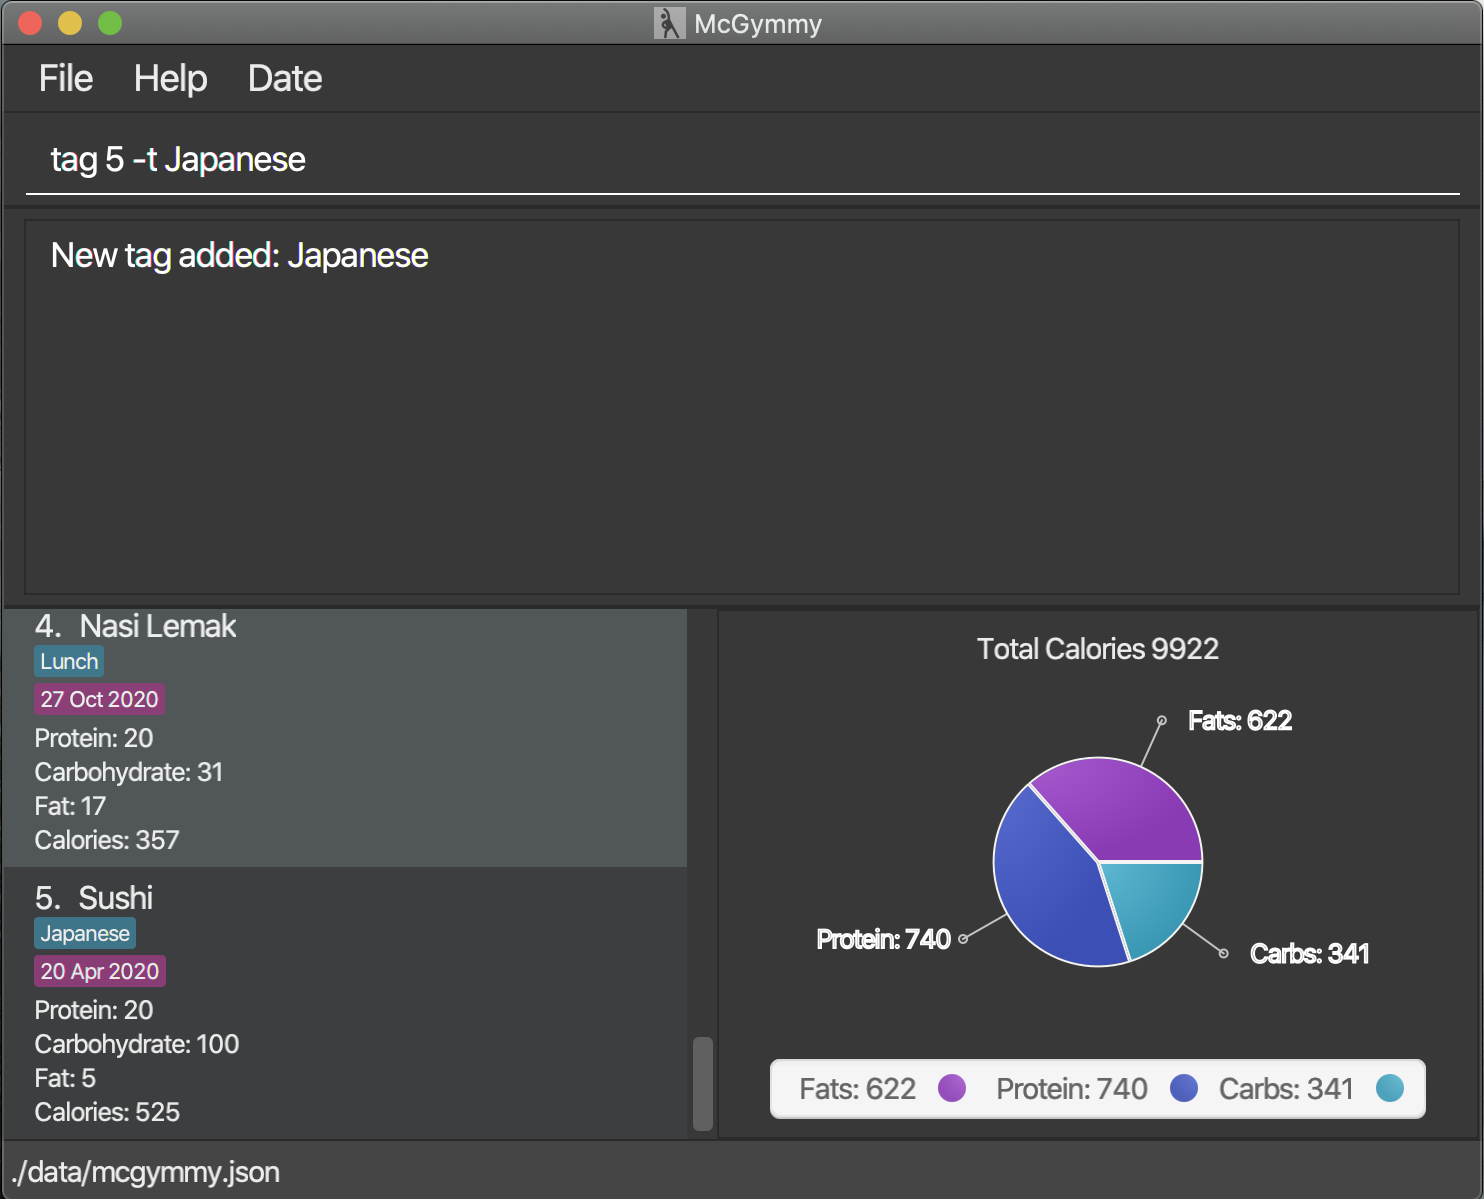 McGymmy
File Help Date
tag 5 -t Japanese
New tag added: Japanese
4. Nasi Lemak
Lunch
27 Oct 2020
Protein: 20
Carbohydrate: 31
Fat: 17
Calories: 357
5. Sushi
Japanese
20 Apr 2020
Protein: 20
Carbohydrate: 100
Fat: 5
Calories: 525
Total Calories 9922
Fats: 622
Protein: 740
Carbs: 341
Fats: 622 Protein: 740 Carbs: 341
./data/mcgymmy.json